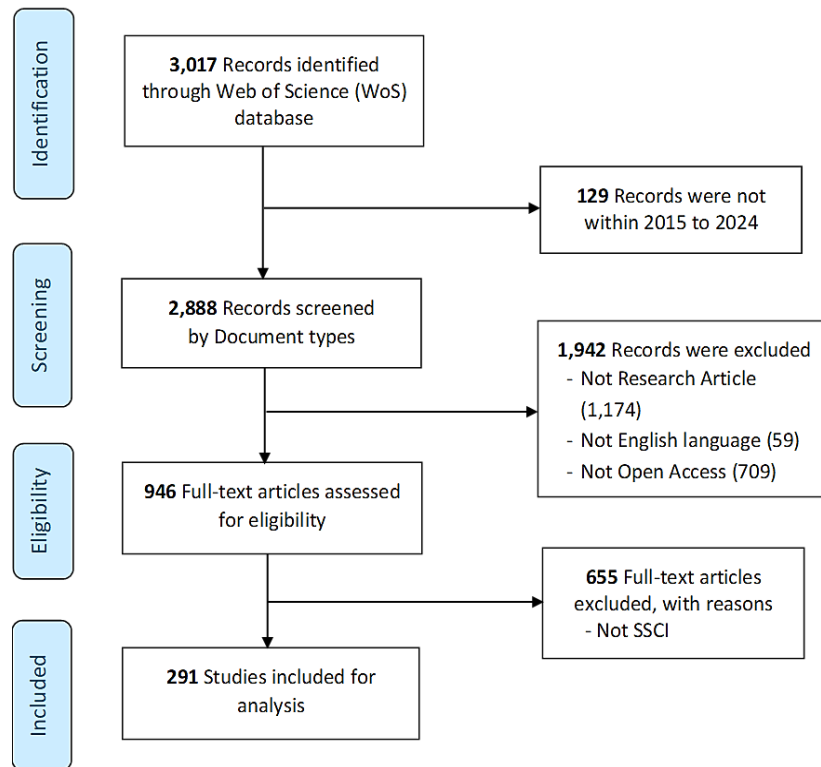 Identification
3,017 Records identified
through Web of Science (WoS)
database
129 Records were not
within 2015 to 2024
Screening
2,888 Records screened
by Document types
1,942 Records were excluded
- Not Research Article
(1,174)
- Not English language (59)
- Not Open Access (709)
Eligibility
946 Full-text articles assessed
for eligibility
655 Full-text articles
excluded, with reasons
- Not SSCI
Included
291 Studies included for
analysis